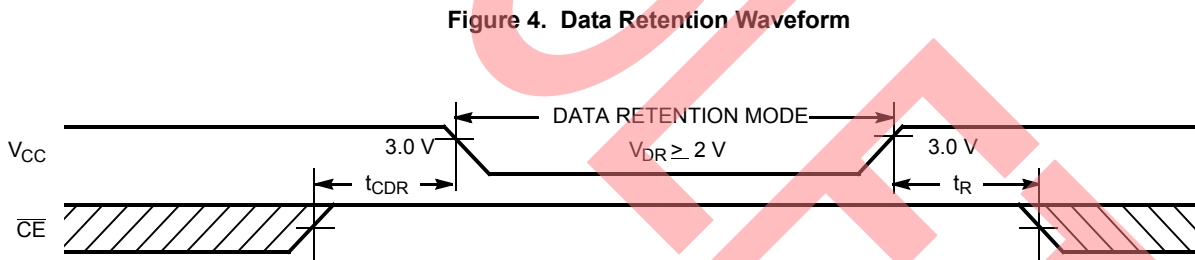 Figure 4. Data Retention Waveform
DATA RETENTION MODE
VCC
3.0 V
VDR ≥ 2 V
3.0 V
tCDR
tR
CE